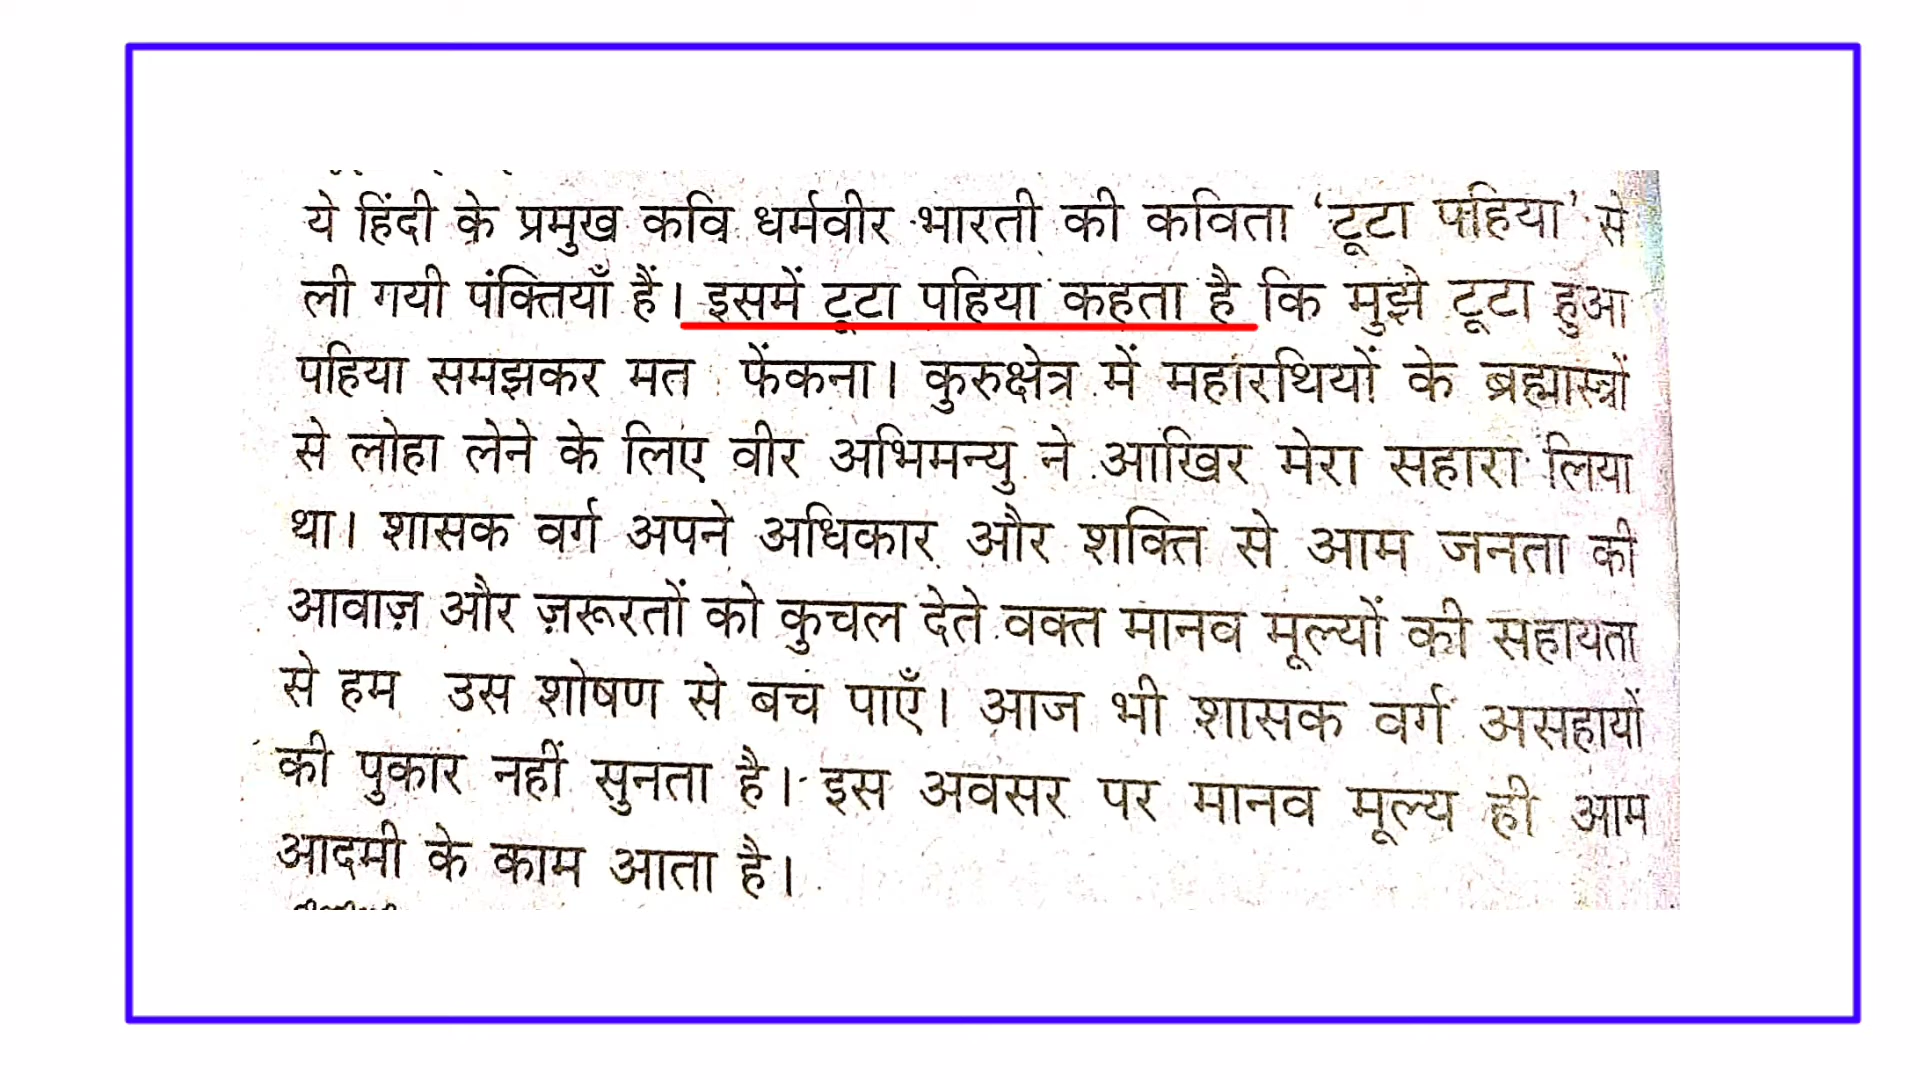 ये हिंदी के प्रमुख कवि धर्मवीर भारती की कविता ‘टूटा पहिया’ से
ली गयी पंक्तियाँ हैं। इसमें टूटा पहिया कहता है कि मुझे टूटा हुआ
पहिया समझकर मत फेंकना। कुरुक्षेत्र में महारथियों के ब्रह्मास्त्रों
से लोहा लेने के लिए वीर अभिमन्यु ने आखिर मेरा सहारा लिया
था। शासक वर्ग अपने अधिकार और शक्ति से आम जनता की
आवाज़ और ज़रूरतों को कुचल देते वक्त मानव मूल्यों की सहायता
से हम उस शोषण से बच पाएँ। आज भी शासक वर्ग असहायों
की पुकार नहीं सुनता है। इस अवसर पर मानव मूल्य ही आम
आदमी के काम आता है।